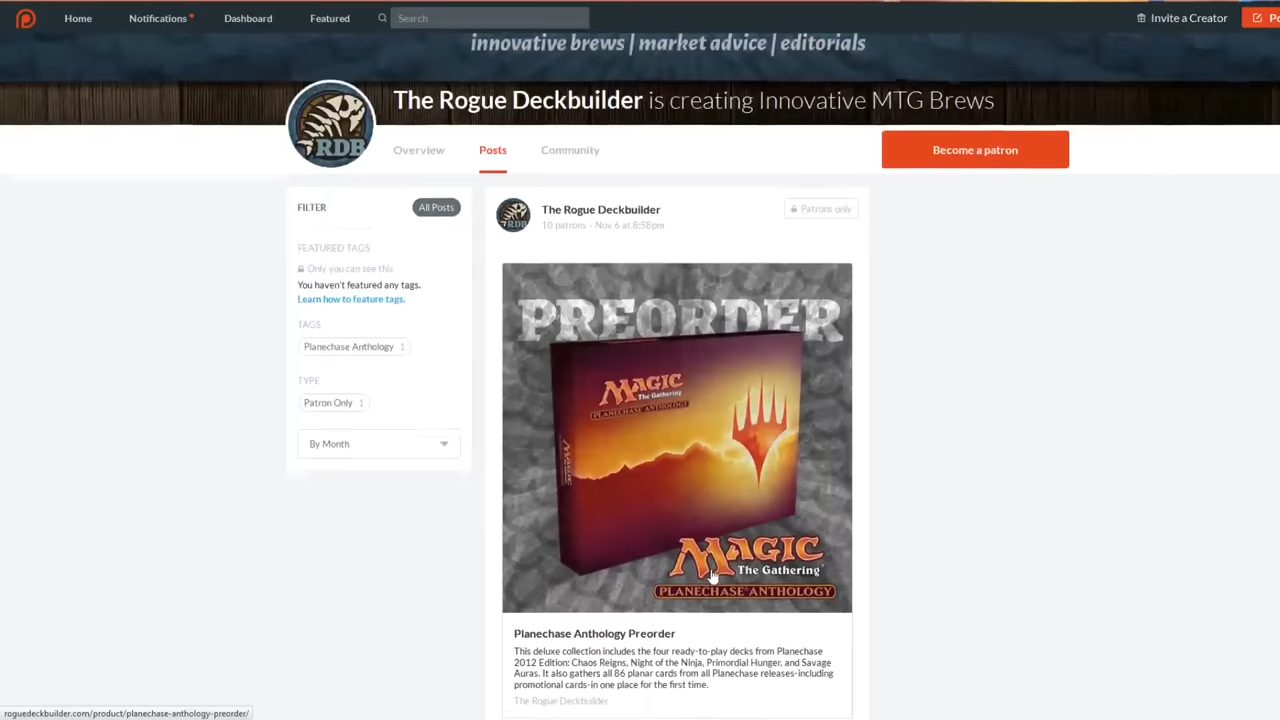 Home
Notifications
Dashboard
Featured
Search
Invite a Creator
innovative brews | market advice | editorials
The Rogue Deckbuilder is creating Innovative MTG Brews
RDB
Overview
Posts
Community
Become a patron
FILTER
All Posts
FEATURED TAGS
Only you can see this
You haven't featured any tags.
Learn how to feature tags.
TAGS
Planechase Anthology 1
TYPE
Patron Only 1
By Month
RDB
The Rogue Deckbuilder
10 patrons - Nov 6 at 8:58pm
Patrons only
PREORDER
MAGIC
The Gathering
PLANECHASE ANTHOLOGY
MAGIC
MAGIC
The Gathering
PLANECHASE ANTHOLOGY
Planechase Anthology Preorder
This deluxe collection includes the four ready-to-play decks from Planechase
2012 Edition: Chaos Reigns, Night of the Ninja, Primordial Hunger, and Savage
Auras. It also gathers all 86 planar cards from all Planechase releases-including
promotional cards-in one place for the first time.
The Rogue Deckbuilder
roguedeckbuilder.com/product/planechase-anthology-preorder/